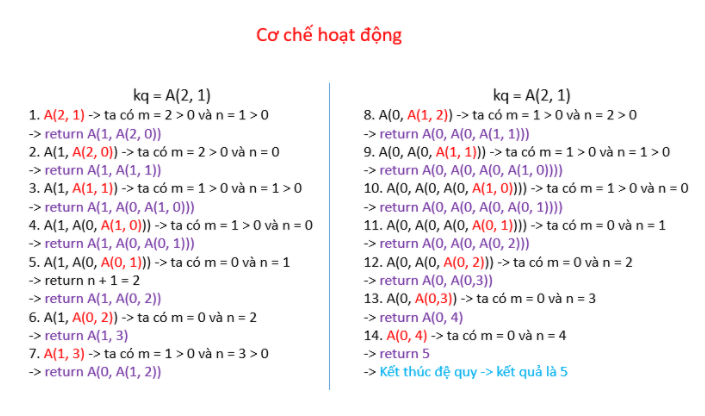 Cơ chế hoạt động
kq = A(2, 1)
1. A(2, 1) -> ta có m = 2 > 0 và n = 1 > 0
-> return A(1, A(2, 0))
2. A(1, A(2, 0)) -> ta có m = 2 > 0 và n = 0
-> return A(1, A(1, 1))
3. A(1, A(1, 1)) -> ta có m = 1 > 0 và n = 1 > 0
-> return A(1, A(0, A(1, 0)))
4. A(1, A(0, A(1, 0))) -> ta có m = 1 > 0 và n = 0
-> return A(1, A(0, A(0, 1)))
5. A(1, A(0, A(0, 1))) -> ta có m = 0 và n = 1
-> return n + 1 = 2
-> return A(1, A(0, 2))
6. A(1, A(0, 2)) -> ta có m = 0 và n = 2
-> return A(1, 3)
7. A(1, 3) -> ta có m = 1 > 0 và n = 3 > 0
-> return A(0, A(1, 2))
kq = A(2, 1)
8. A(0, A(1, 2)) -> ta có m = 1 > 0 và n = 2 > 0
-> return A(0, A(0, A(1, 1)))
9. A(0, A(0, A(1, 1))) -> ta có m = 1 > 0 và n = 1 > 0
-> return A(0, A(0, A(0, A(1, 0))))
10. A(0, A(0, A(0, A(1, 0)))) -> ta có m = 1 > 0 và n = 0
-> return A(0, A(0, A(0, A(0, 1))))
11. A(0, A(0, A(0, A(0, 1)))) -> ta có m = 0 và n = 1
-> return A(0, A(0, A(0, 2)))
12. A(0, A(0, A(0, 2))) -> ta có m = 0 và n = 2
-> return A(0, A(0,3))
13. A(0, A(0,3)) -> ta có m = 0 và n = 3
-> return A(0, 4)
14. A(0, 4) -> ta có m = 0 và n = 4
-> return 5
-> Kết thúc đệ quy -> kết quả là 5